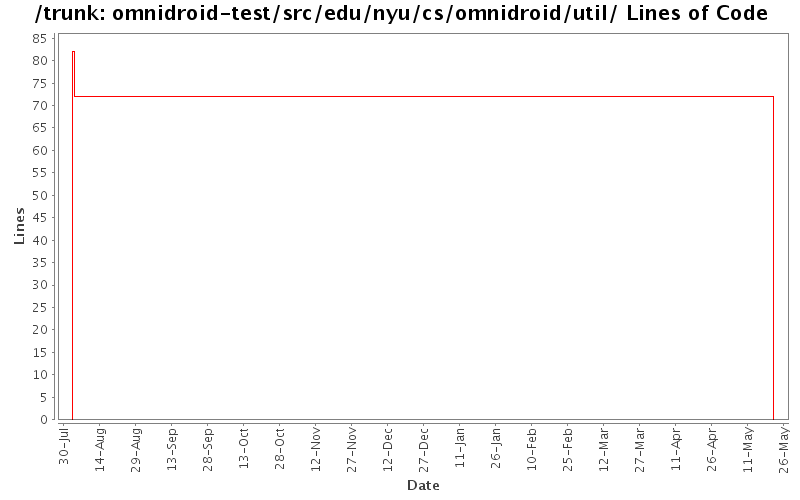 /trunk: omnidroid-test/src/edu/nyu/cs/omnidroid/util/ Lines of Code
85
80
75
70
65
60
55
50
45
40
35
30
25
20
15
10
5
0
Lines
30-Jul
14-Aug
29-Aug
13-Sep
28-Sep
13-Oct
28-Oct
12-Nov
27-Nov
12-Dec
27-Dec
11-Jan
26-Jan
10-Feb
25-Feb
12-Mar
27-Mar
11-Apr
26-Apr
11-May
26-May
Date